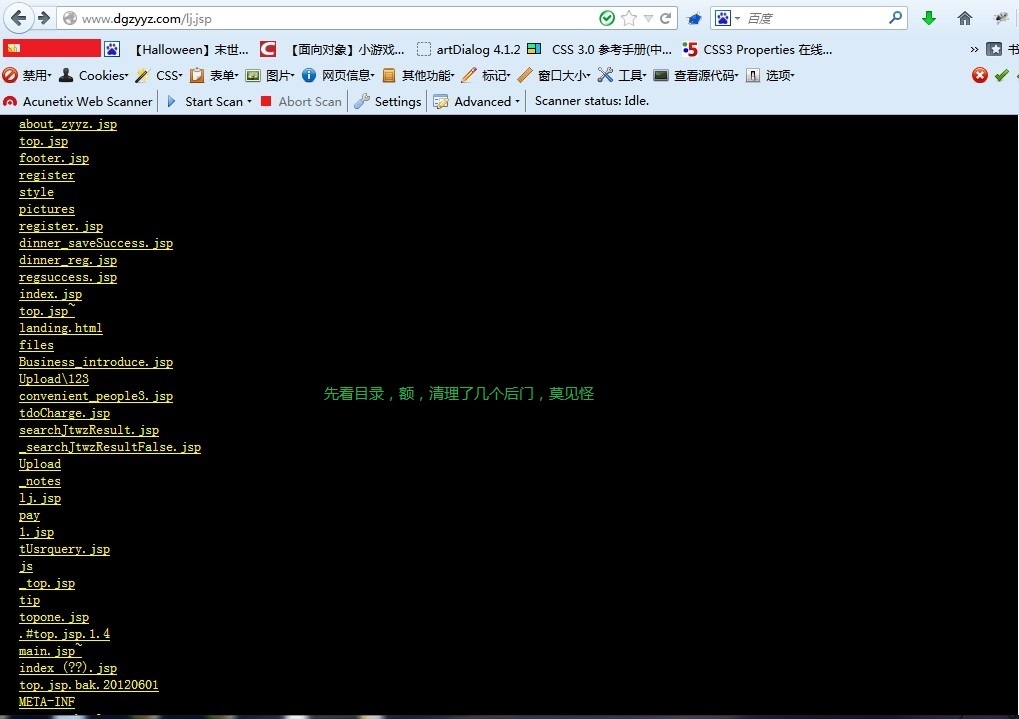 www.dgzyyz.com/lj.jsp
百度
【Halloween】末世...
【面向对象】小游戏...
artDialog 4.1.2
CSS 3.0 参考手册(中...
CSS3 Properties 在线...
»
书
禁用
Cookies
CSS
表单
图片
网页信息
其他功能
标记
窗口大小
工具
查看源代码
选项
Acunetix Web Scanner
Start Scan
Abort Scan
Settings
Advanced
Scanner status: Idle.
about_zyyz.jsp
top.jsp
footer.jsp
register
style
pictures
register.jsp
dinner_saveSuccess.jsp
dinner_reg.jsp
regsuccess.jsp
index.jsp
top.jsp~
landing.html
files
Business_introduce.jsp
Upload\123
先看目录，额，清理了几个后门，莫见怪
convenient_people3.jsp
tdoCharge.jsp
searchJtwzResult.jsp
_searchJtwzResultFalse.jsp
Upload
_notes
lj.jsp
pay
1.jsp
tUsrquery.jsp
js
_top.jsp
tip
topone.jsp
.#top.jsp.1.4
main.jsp~
index (??).jsp
top.jsp.bak.20120601
META-INF